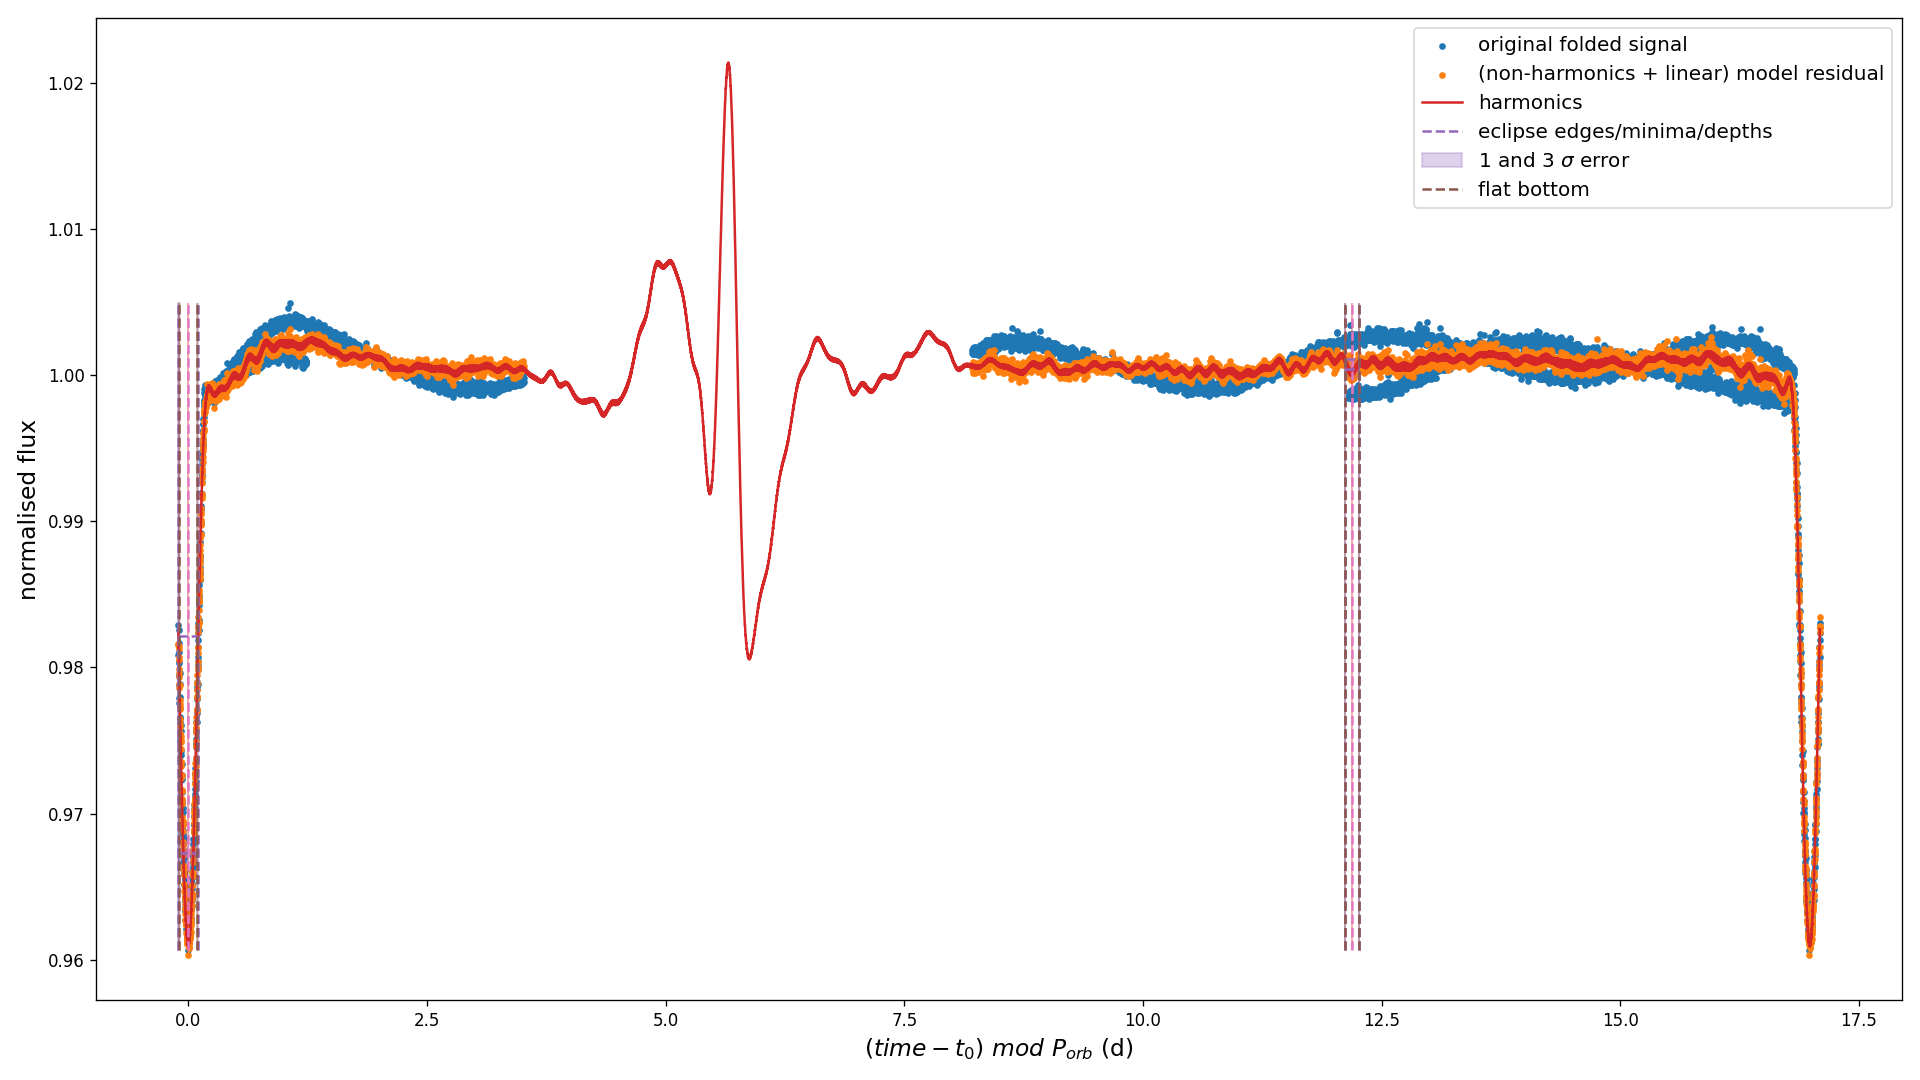 original folded signal
(non-harmonics + linear) model residual
harmonics
eclipse edges/minima/depths
1 and 3 σ error
flat bottom
normalised flux
1.02
1.01
1.00
0.99
0.98
0.97
0.96
0.0 2.5 5.0 7.5 10.0 12.5 15.0 17.5
(time − t₀) mod P_orb (d)